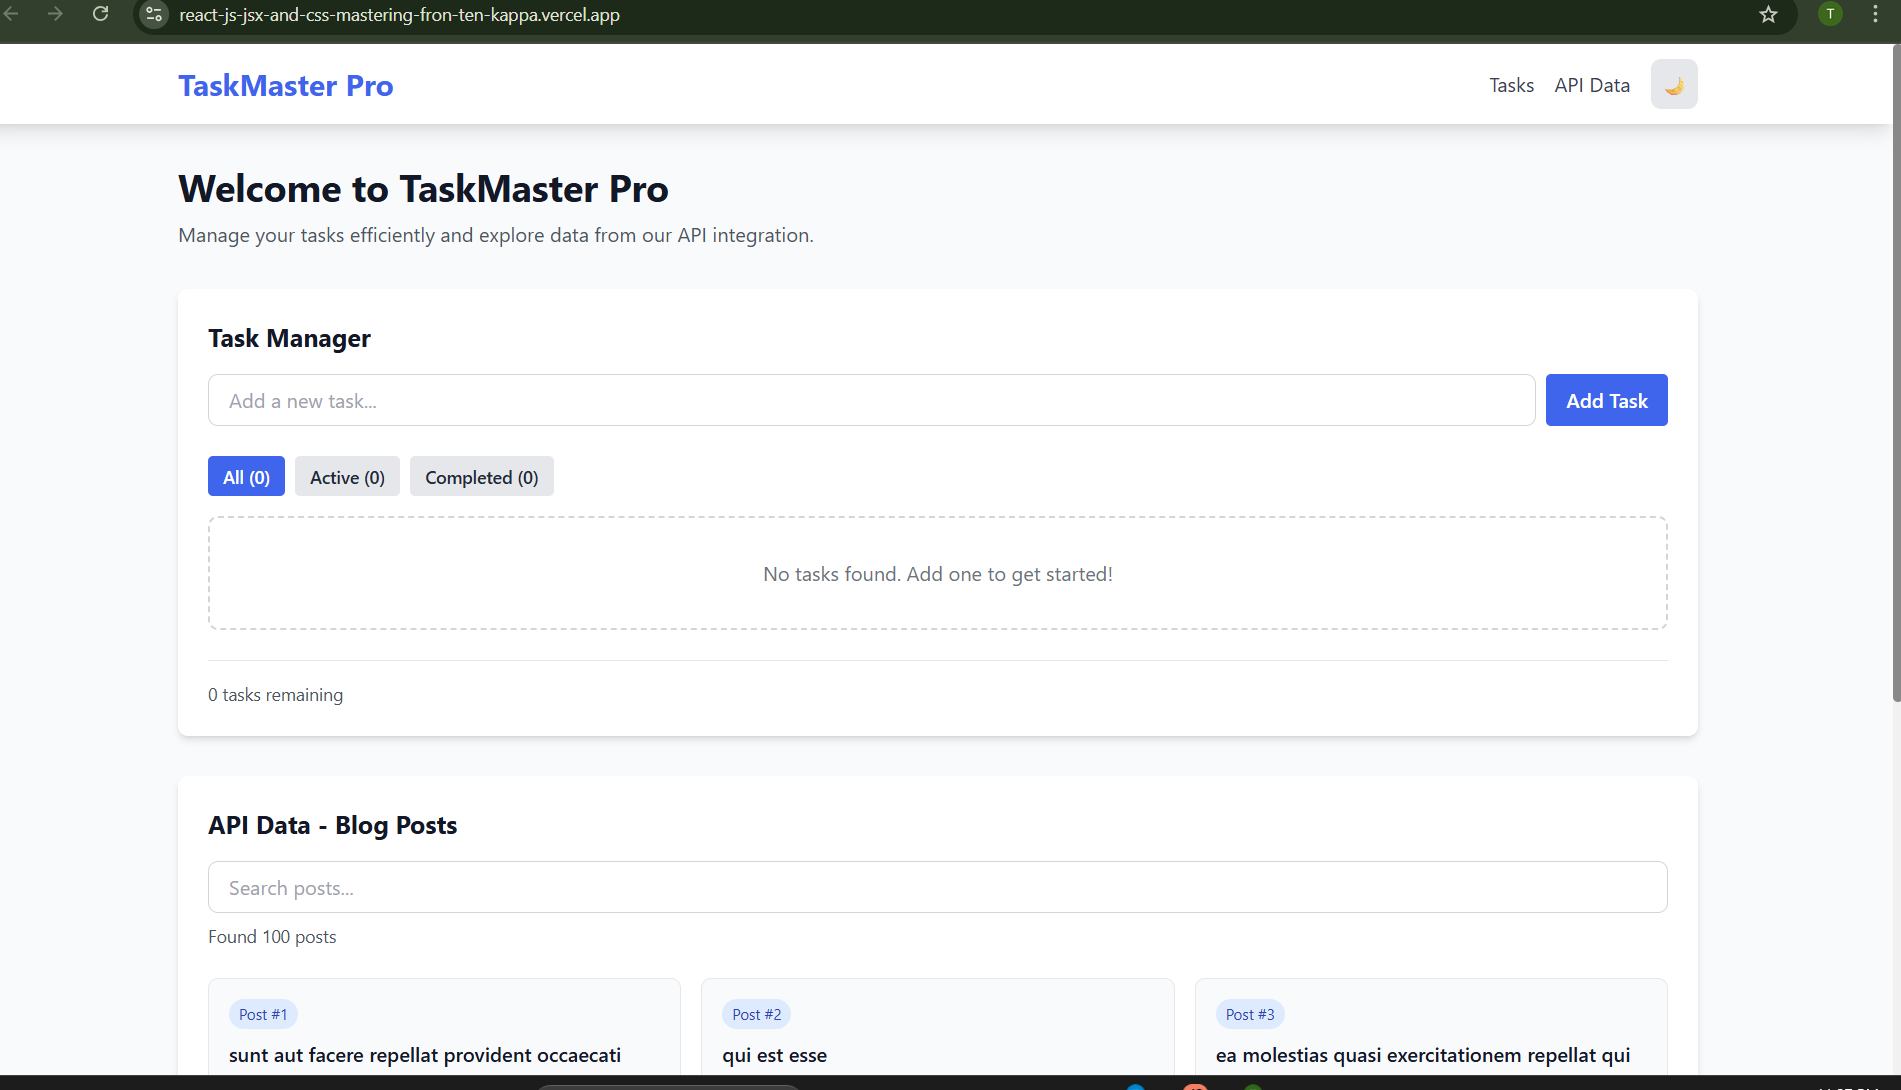 react-js-jsx-and-css-mastering-fron-ten-kappa.vercel.app
T
TaskMaster Pro
Tasks
API Data
Welcome to TaskMaster Pro
Manage your tasks efficiently and explore data from our API integration.
Task Manager
Add a new task...
Add Task
All (0)
Active (0)
Completed (0)
No tasks found. Add one to get started!
0 tasks remaining
API Data - Blog Posts
Search posts...
Found 100 posts
Post #1
sunt aut facere repellat provident occaecati
Post #2
qui est esse
Post #3
ea molestias quasi exercitationem repellat qui